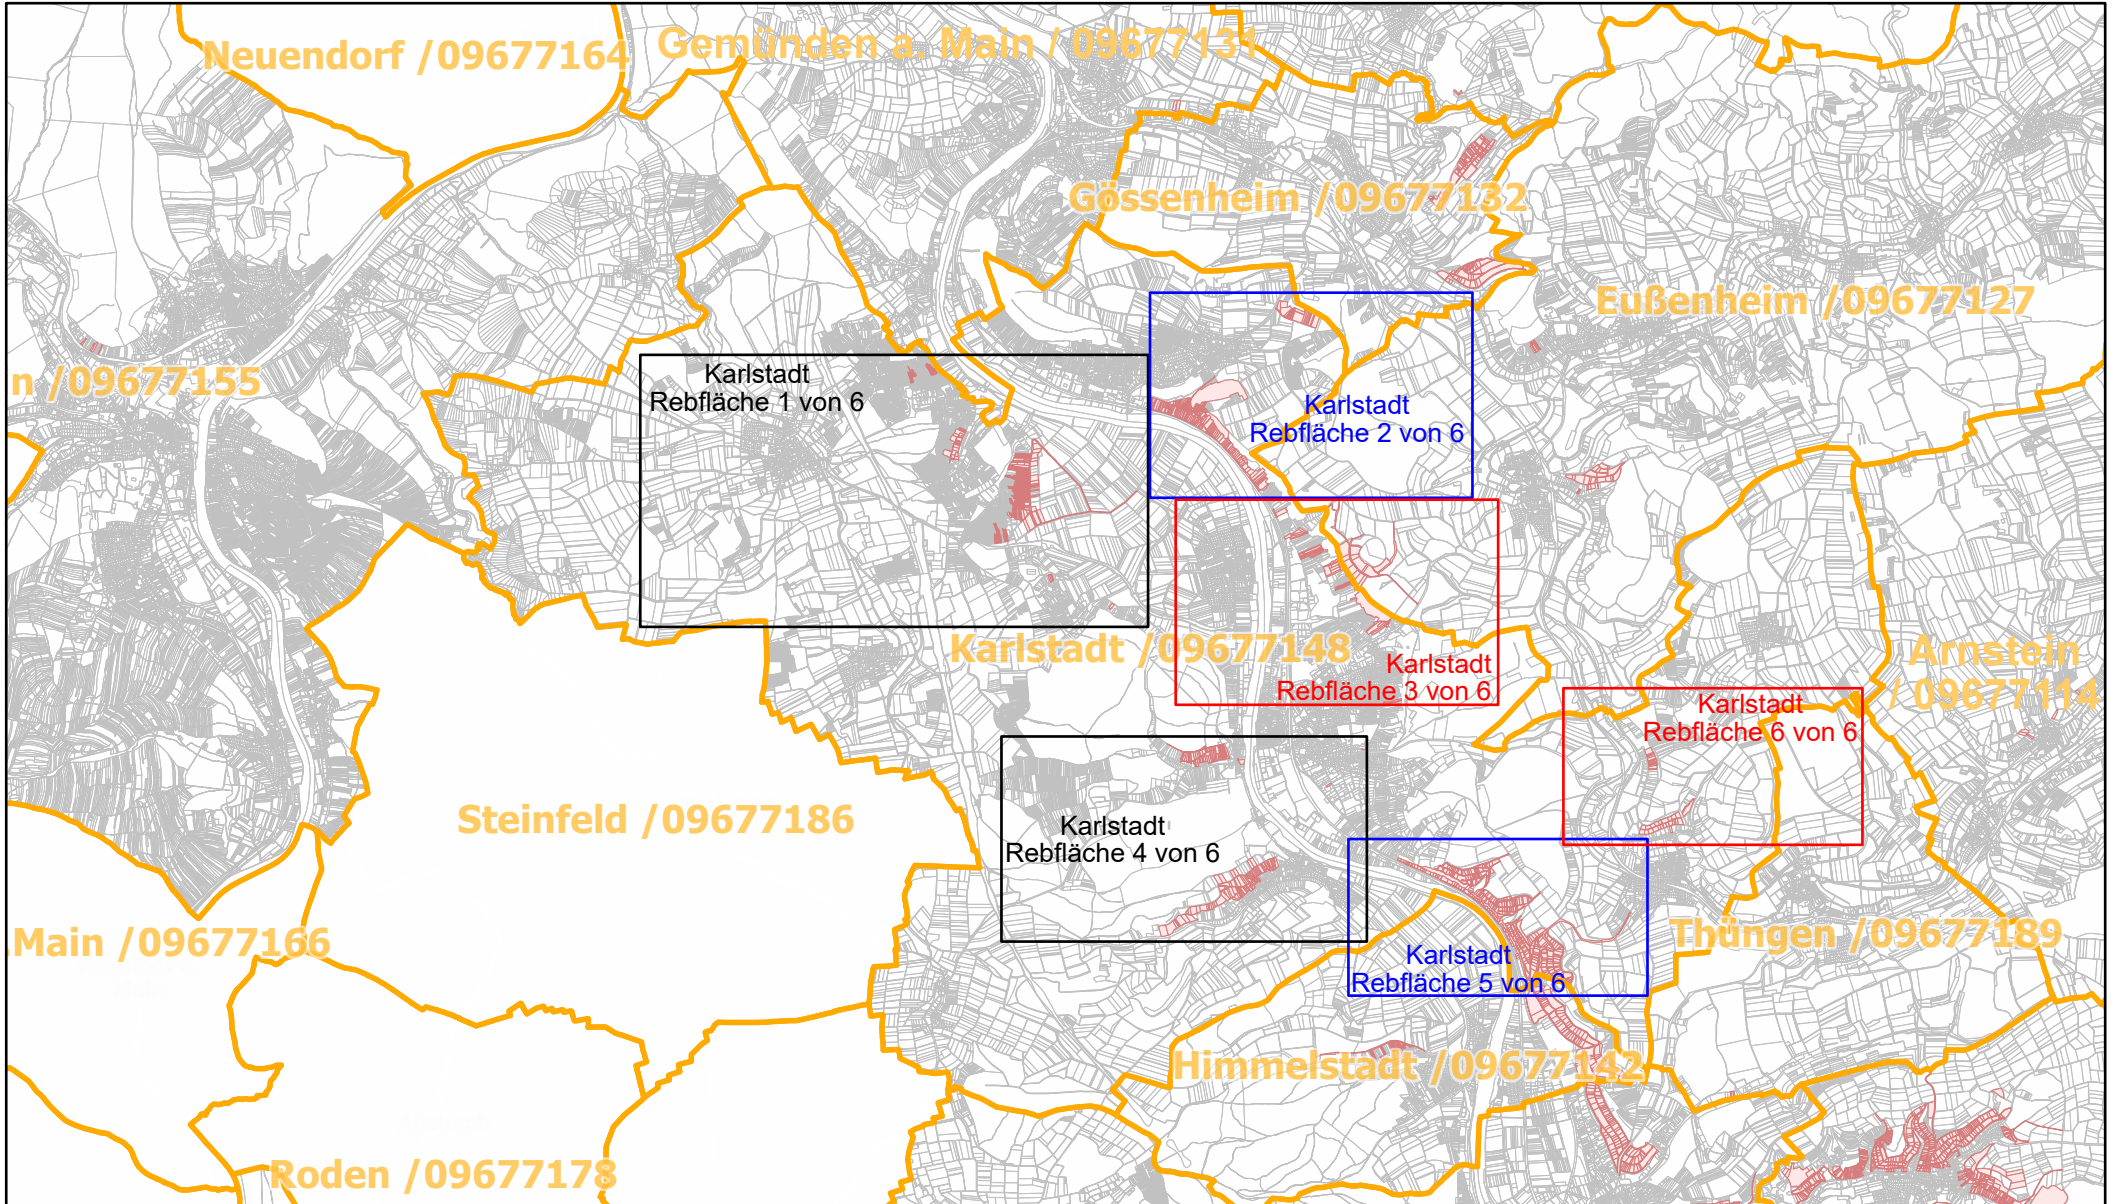 Neuendorf /09677164
Gemünden a. Main / 09677131
Gössenheim /09677132
Eußenheim /09677127
n /09677155
Karlstadt
Rebfläche 1 von 6
Karlstadt
Rebfläche 2 von 6
Karlstadt /09677148
Karlstadt
Rebfläche 3 von 6
Arnstein
/ 09677114
Karlstadt
Rebfläche 6 von 6
Steinfeld /09677186
Karlstadt
Rebfläche 4 von 6
.Main /09677166
Karlstadt
Rebfläche 5 von 6
Thüngen /09677189
Himmelstadt /09677142
Roden /09677178